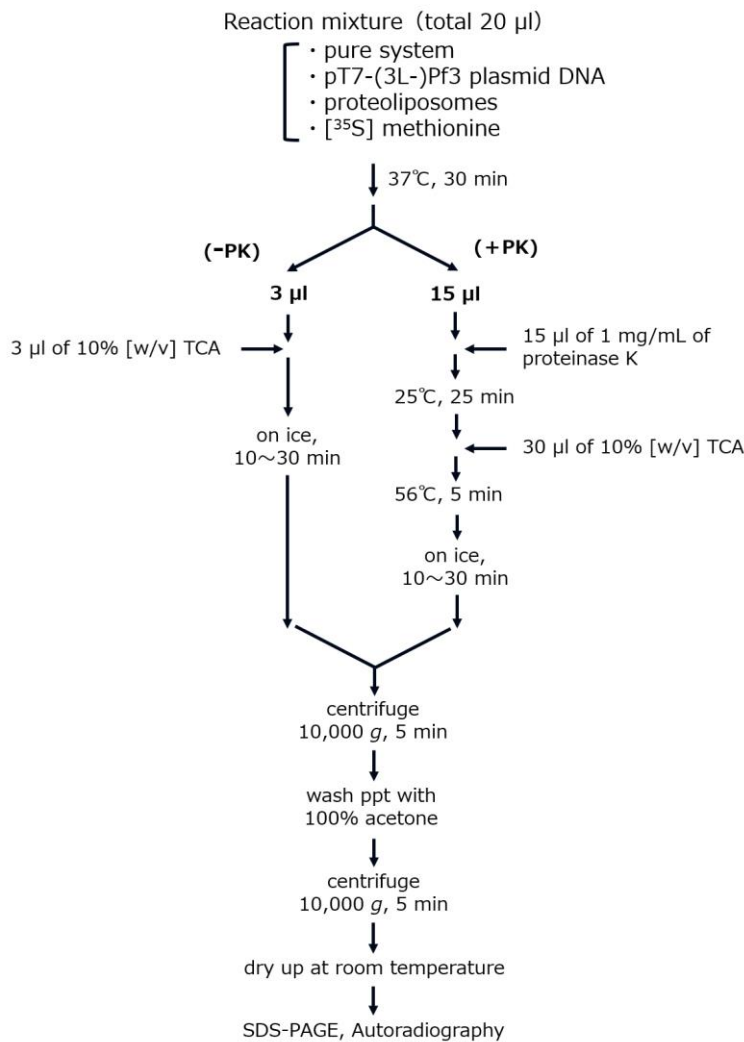 Reaction mixture（total 20 μl）
・pure system
・pT7-(3L-)Pf3 plasmid DNA
・proteoliposomes
・[³⁵S] methionine
37℃, 30 min
(-PK)
(+PK)
3 μl
15 μl
3 μl of 10% [w/v] TCA
15 μl of 1 mg/mL of
proteinase K
25℃, 25 min
on ice,
10～30 min
30 μl of 10% [w/v] TCA
56℃, 5 min
on ice,
10～30 min
centrifuge
10,000 g, 5 min
wash ppt with
100% acetone
centrifuge
10,000 g, 5 min
dry up at room temperature
SDS-PAGE, Autoradiography